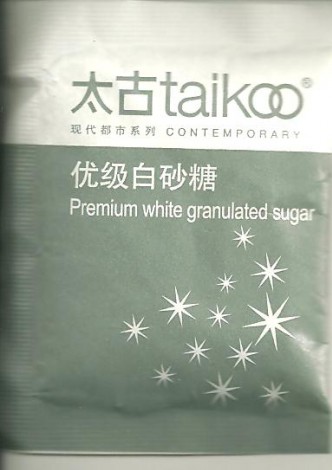 太古taikoo®
现代都市系列 CONTEMPORARY
优级白砂糖
Premium white granulated sugar